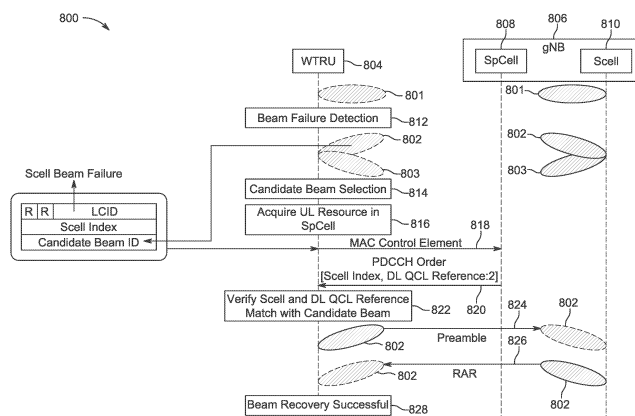 800
806
808
gNB
810
SpCell
Scell
WTRU
804
801
801
Beam Failure Detection
812
802
802
803
803
Scell Beam Failure
Candidate Beam Selection
814
R R LCID
Scell Index
Candidate Beam ID
Acquire UL Resource in
SpCell
816
818
MAC Control Element
PDCCH Order
[Scell Index, DL QCL Reference:2]
820
Verify Scell and DL QCL Reference
Match with Candidate Beam
822
824
802
802
Preamble
826
802
RAR
802
Beam Recovery Successful
828